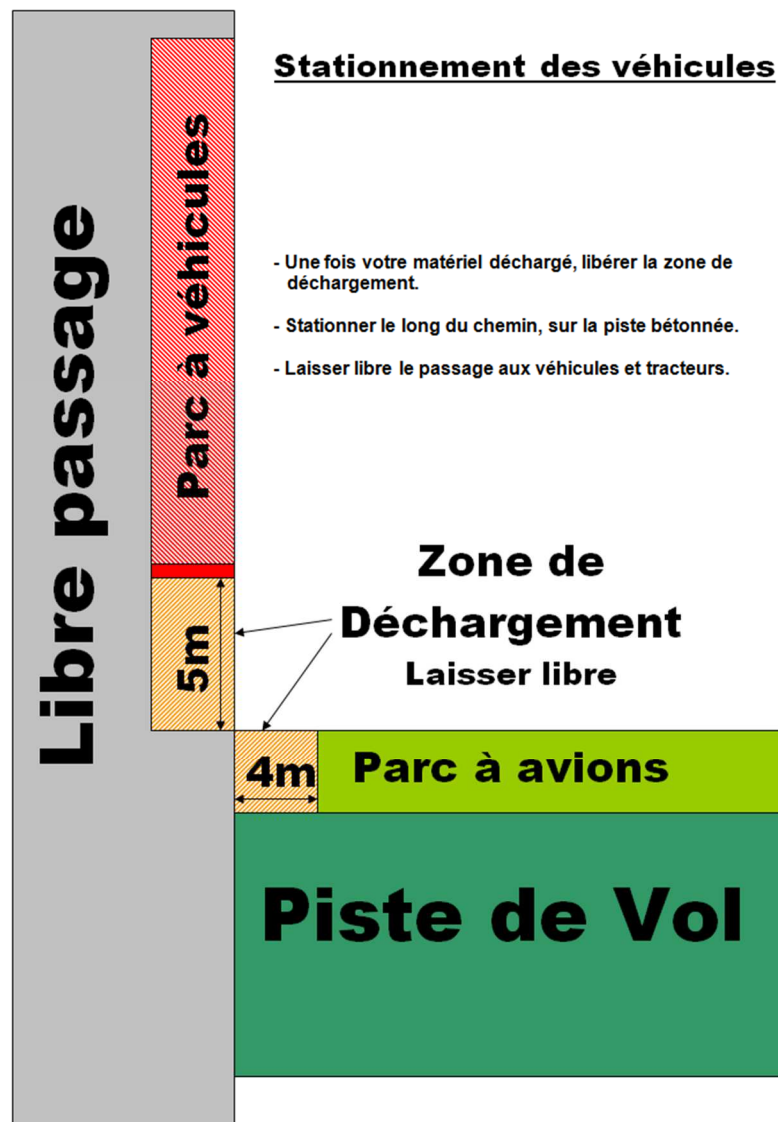 Stationnement des véhicules
Libre passage
Parc à véhicules
- Une fois votre matériel déchargé, libérer la zone de
déchargement.
- Stationner le long du chemin, sur la piste bétonnée.
- Laisser libre le passage aux véhicules et tracteurs.
Zone de
Déchargement
Laisser libre
5m
4m
Parc à avions
Piste de Vol